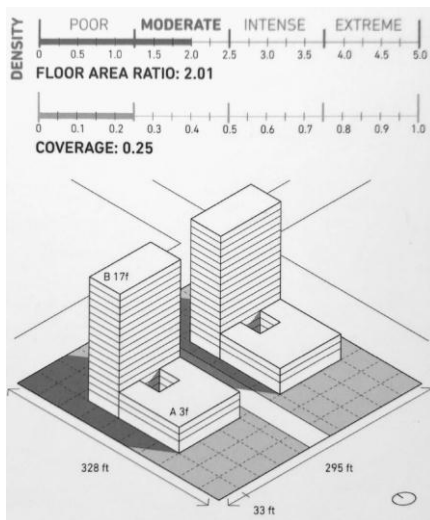 DENSITY
POOR MODERATE INTENSE EXTREME
0 0.5 1.0 1.5 2.0 2.5 3.0 3.5 4.0 4.5 5.0
FLOOR AREA RATIO: 2.01
0 0.1 0.2 0.3 0.4 0.5 0.6 0.7 0.8 0.9 1.0
COVERAGE: 0.25
B 17f
A 3f
328 ft
295 ft
33 ft